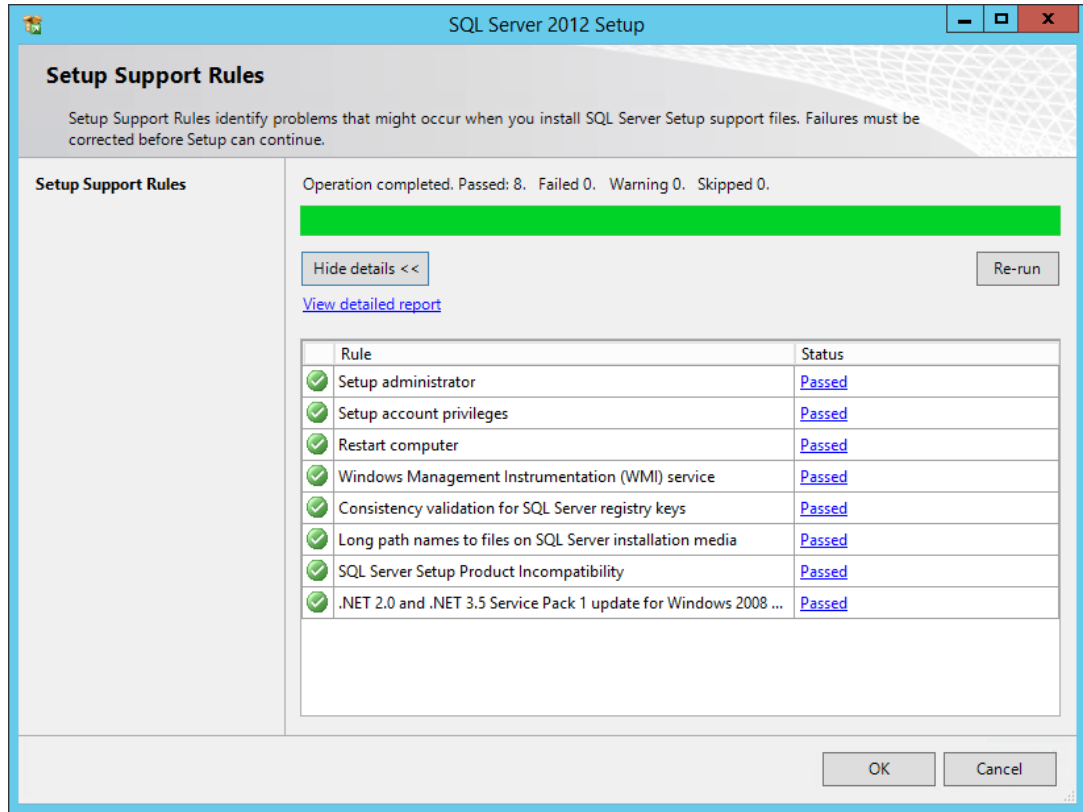 SQL Server 2012 Setup
Setup Support Rules
Setup Support Rules identify problems that might occur when you install SQL Server Setup support files. Failures must be
corrected before Setup can continue.
Setup Support Rules
Operation completed. Passed: 8.   Failed 0.   Warning 0.   Skipped 0.
Hide details <<
Re-run
View detailed report
Rule Status
Setup administrator Passed
Setup account privileges Passed
Restart computer Passed
Windows Management Instrumentation (WMI) service Passed
Consistency validation for SQL Server registry keys Passed
Long path names to files on SQL Server installation media Passed
SQL Server Setup Product Incompatibility Passed
.NET 2.0 and .NET 3.5 Service Pack 1 update for Windows 2008 ... Passed
OK Cancel